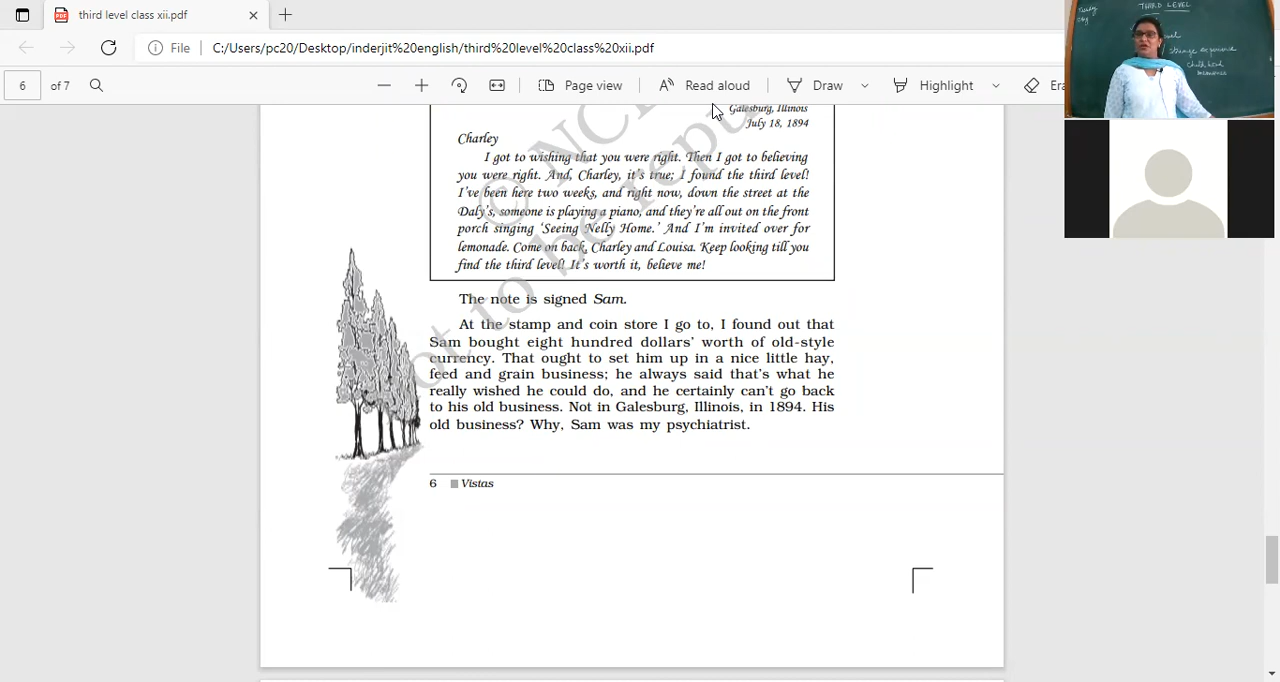 third level class xii.pdf
File
C:/Users/pc20/Desktop/inderjit%20english/third%20level%20class%20xii.pdf
6 of 7
Page view
Read aloud
Draw
Highlight
Era
THIRD LEVEL
strange experience
childhood
Galesburg, Illinois
July 18, 1894
Charley
I got to wishing that you were right. Then I got to believing
you were right. And, Charley, it's true; I found the third level!
I've been here two weeks, and right now, down the street at the
Daly's, someone is playing a piano, and they're all out on the front
porch singing 'Seeing Nelly Home.' And I'm invited over for
lemonade. Come on back, Charley and Louisa. Keep looking till you
find the third level! It's worth it, believe me!
The note is signed Sam.
At the stamp and coin store I go to, I found out that
Sam bought eight hundred dollars' worth of old-style
currency. That ought to set him up in a nice little hay,
feed and grain business; he always said that's what he
really wished he could do, and he certainly can't go back
to his old business. Not in Galesburg, Illinois, in 1894. His
old business? Why, Sam was my psychiatrist.
6 Vistas
© NC
not to be repu